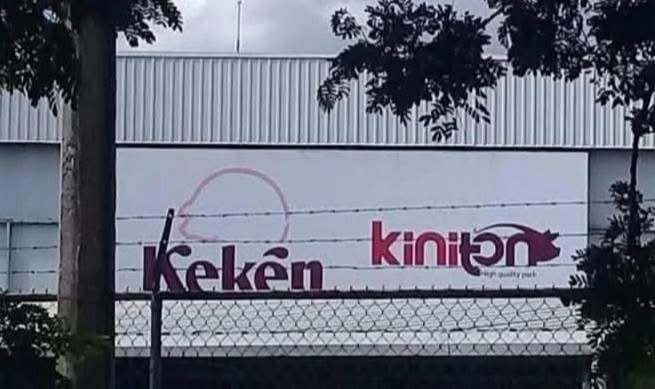 Kekén
kiniton
High quality pork